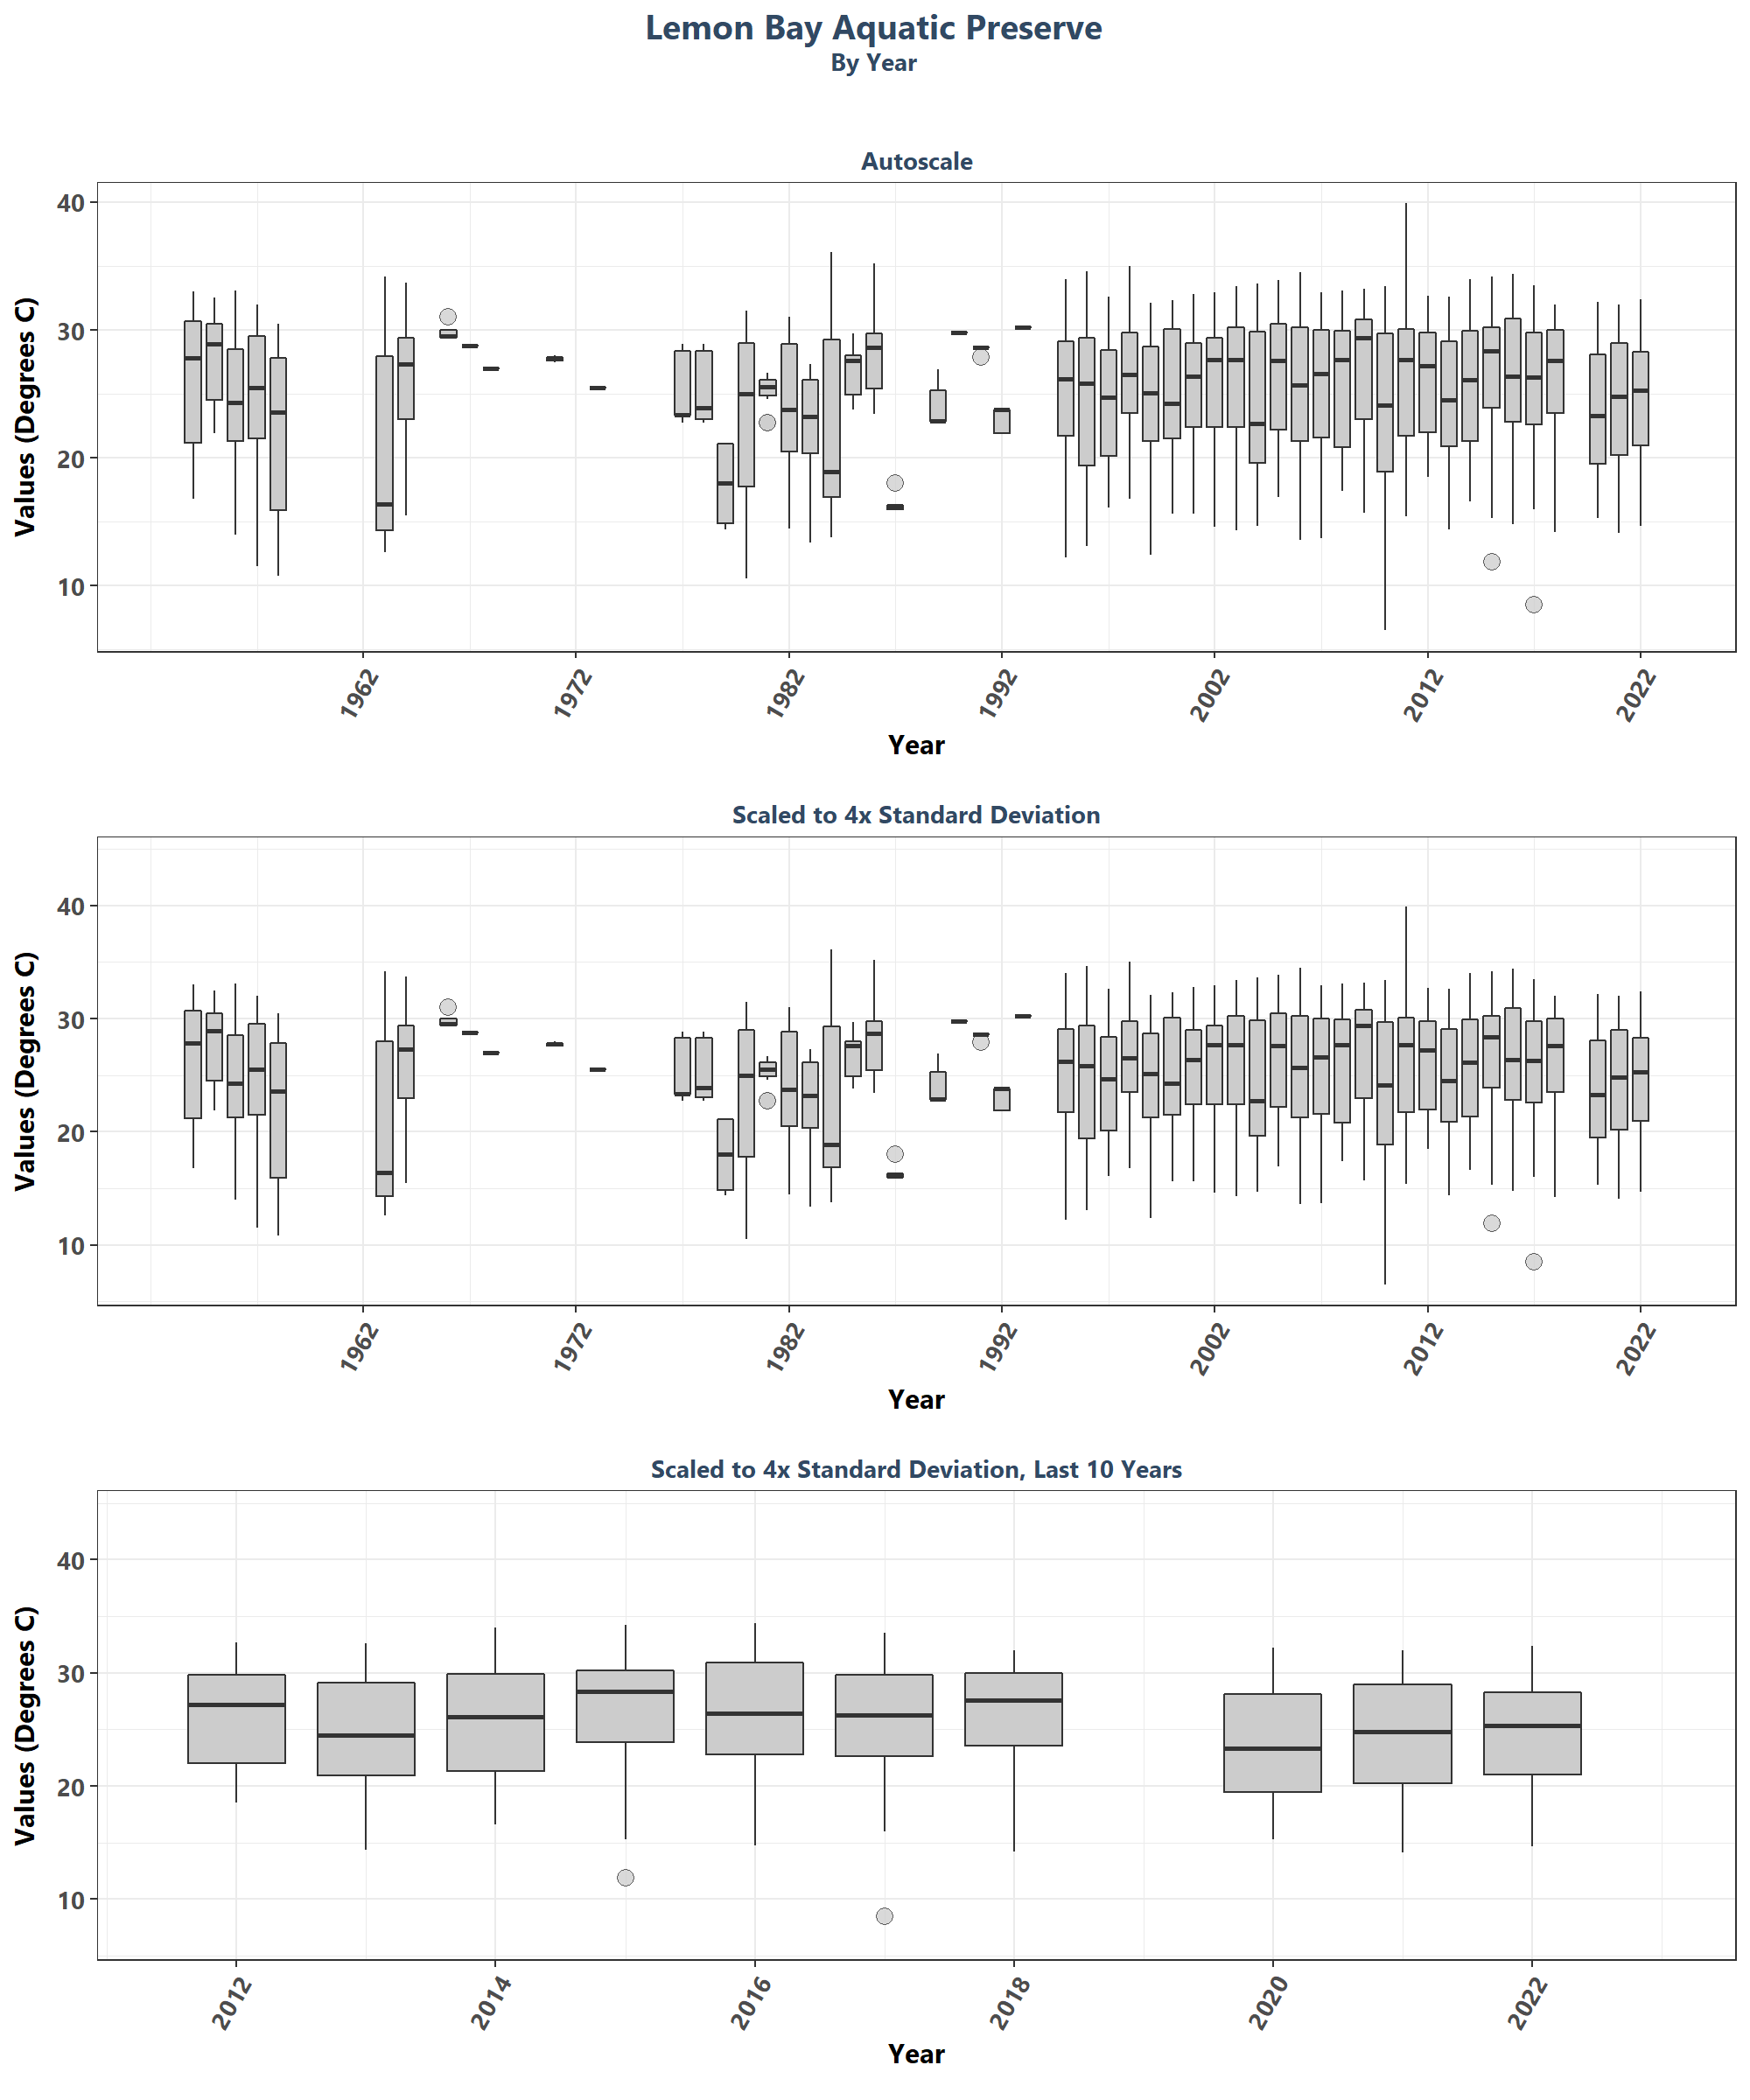 Lemon Bay Aquatic Preserve
By Year
Autoscale
Values (Degrees C)
40
30
20
10
1962 1972 1982 1992 2002 2012 2022
Year
Scaled to 4x Standard Deviation
Values (Degrees C)
40
30
20
10
1962 1972 1982 1992 2002 2012 2022
Year
Scaled to 4x Standard Deviation, Last 10 Years
Values (Degrees C)
40
30
20
10
2012 2014 2016 2018 2020 2022
Year